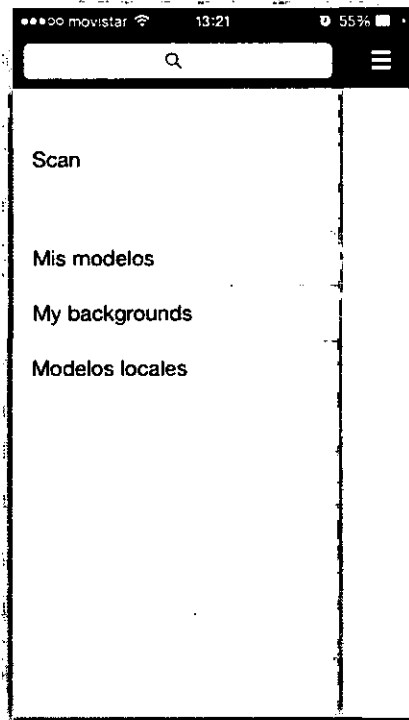 movistar 13:21 55%
Scan
Mis modelos
My backgrounds
Modelos locales